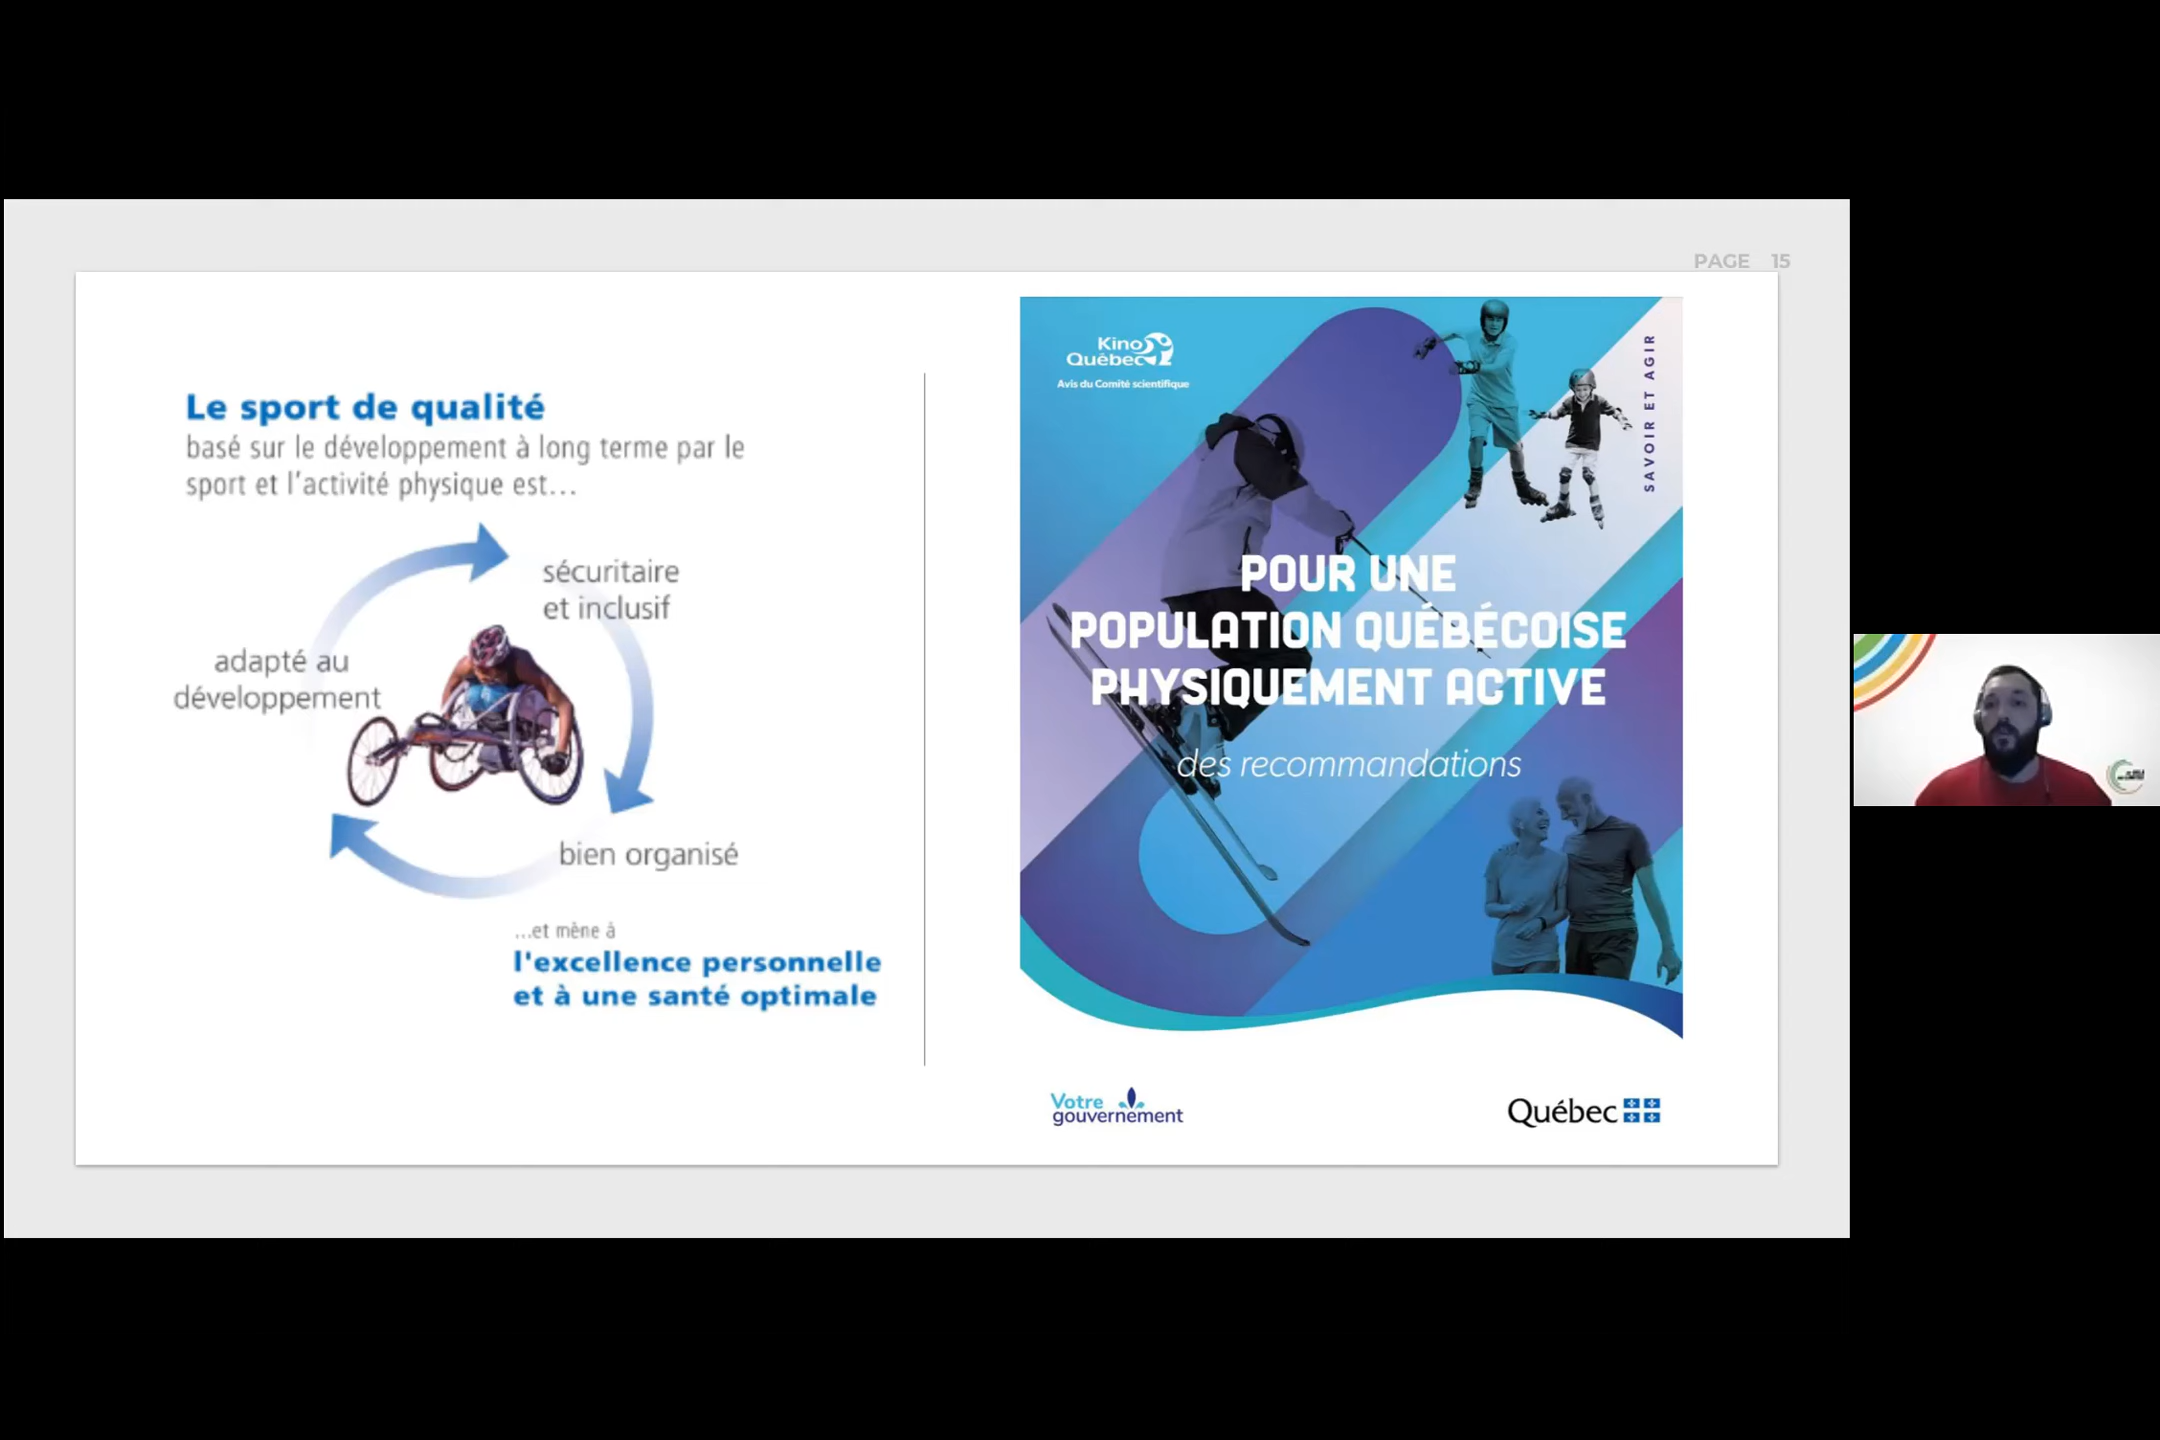 PAGE 15
Le sport de qualité
basé sur le développement à long terme par le
sport et l'activité physique est...
sécuritaire
et inclusif
adapté au
développement
bien organisé
...et mène à
l'excellence personnelle
et à une santé optimale
Kino
Québec
Avis du Comité scientifique
SAVOIR ET AGIR
POUR UNE
POPULATION QUÉBÉCOISE
PHYSIQUEMENT ACTIVE
des recommandations
Votre
gouvernement
Québec